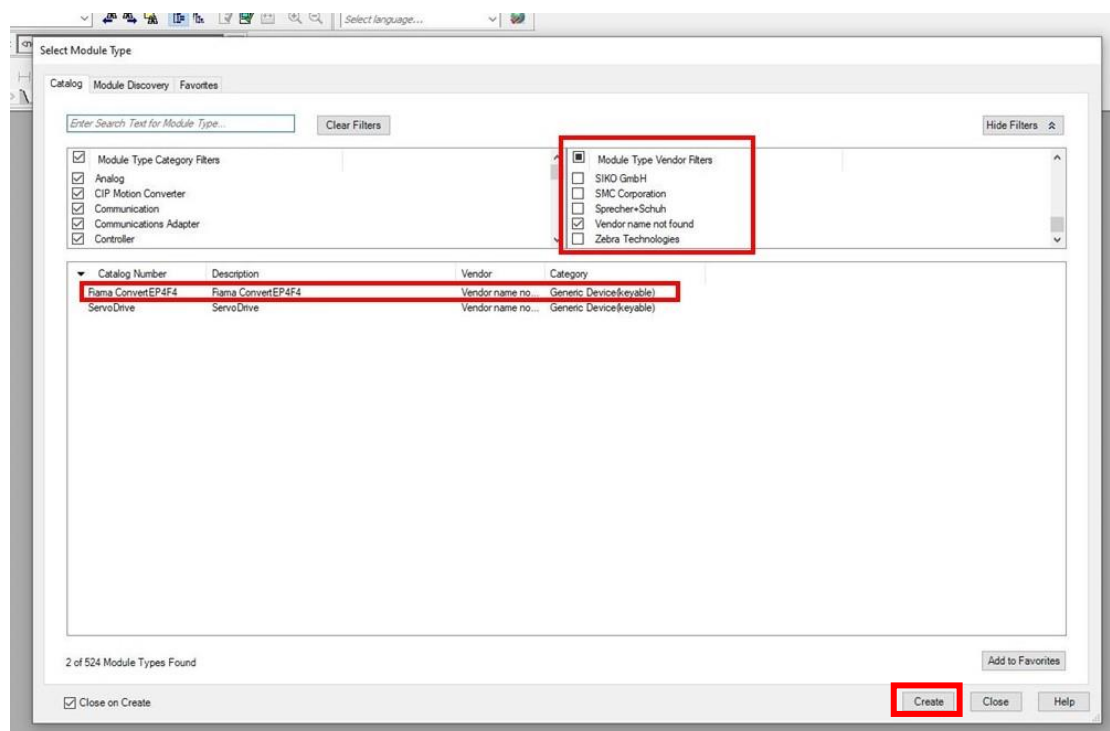 Select language...
Select Module Type
Catalog Module Discovery Favorites
Enter Search Text for Module Type...
Clear Filters
Hide Filters
Module Type Category Filters
Analog
CIP Motion Converter
Communication
Communications Adapter
Controller
Module Type Vendor Filters
SIKO GmbH
SMC Corporation
Sprecher+Schuh
Vendor name not found
Zebra Technologies
Catalog Number Description Vendor Category
Fiama ConvertEP4F4 Fiama ConvertEP4F4 Vendor name no... Generic Device(keyable)
ServoDrive ServoDrive Vendor name no... Generic Device(keyable)
2 of 524 Module Types Found
Add to Favorites
Close on Create
Create Close Help